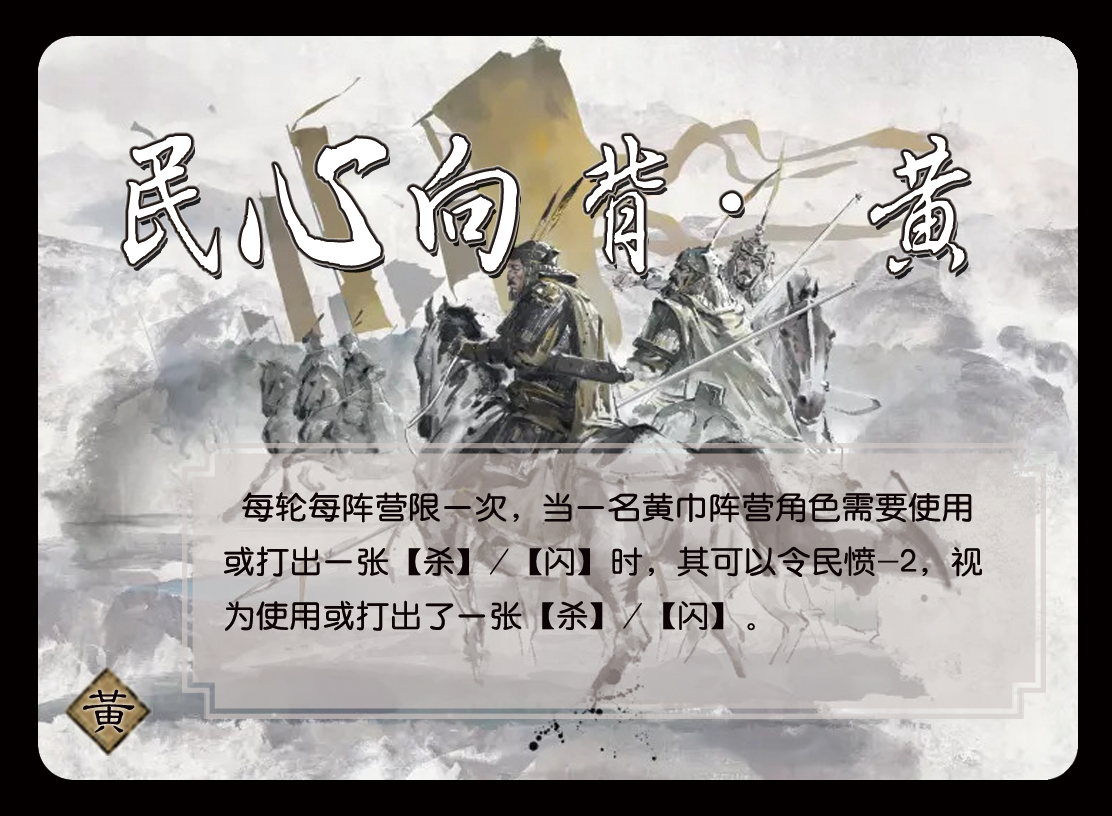 民心向背·黄
每轮每阵营限一次，当一名黄巾阵营角色需要使用
或打出一张【杀】/【闪】时，其可以令民愤-2，视
为使用或打出了一张【杀】/【闪】。
黄